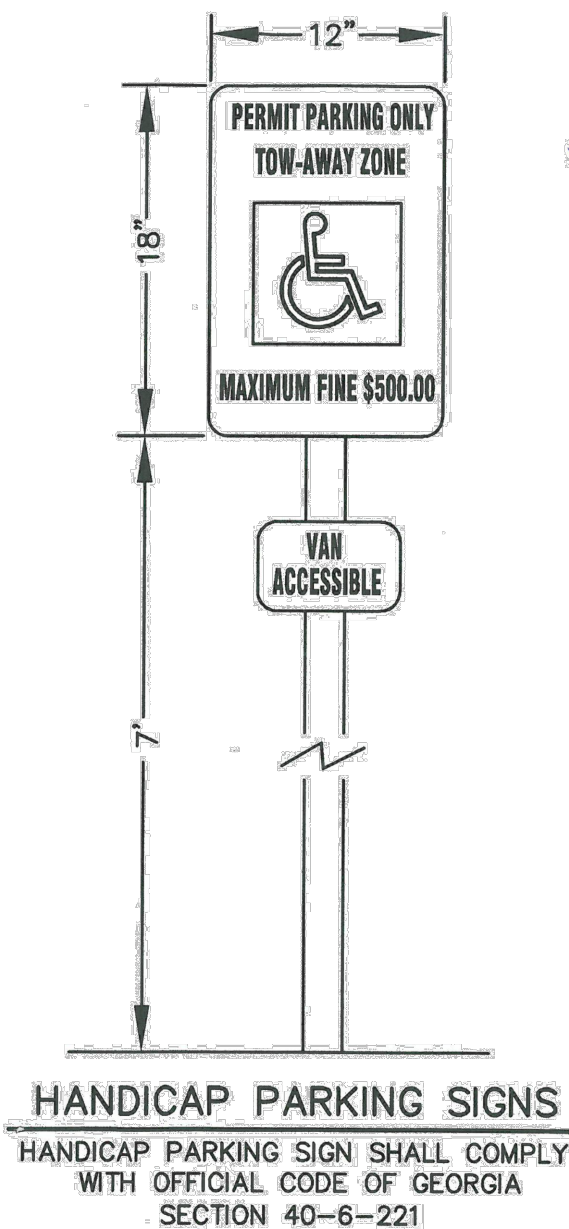 12"
PERMIT PARKING ONLY
TOW-AWAY ZONE
18"
MAXIMUM FINE $500.00
VAN
ACCESSIBLE
7'
HANDICAP PARKING SIGNS
HANDICAP PARKING SIGN SHALL COMPLY
WITH OFFICIAL CODE OF GEORGIA
SECTION 40-6-221